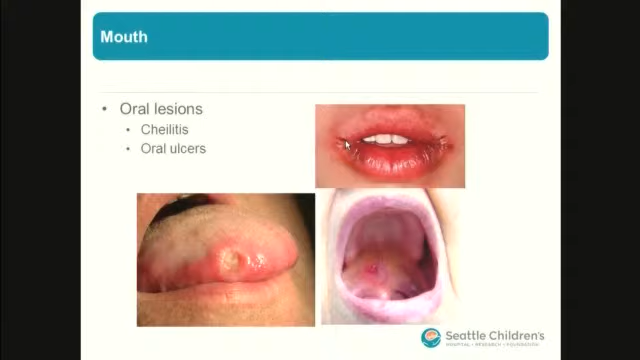 Mouth
• Oral lesions
• Cheilitis
• Oral ulcers
Seattle Children's
HOSPITAL • RESEARCH • FOUNDATION